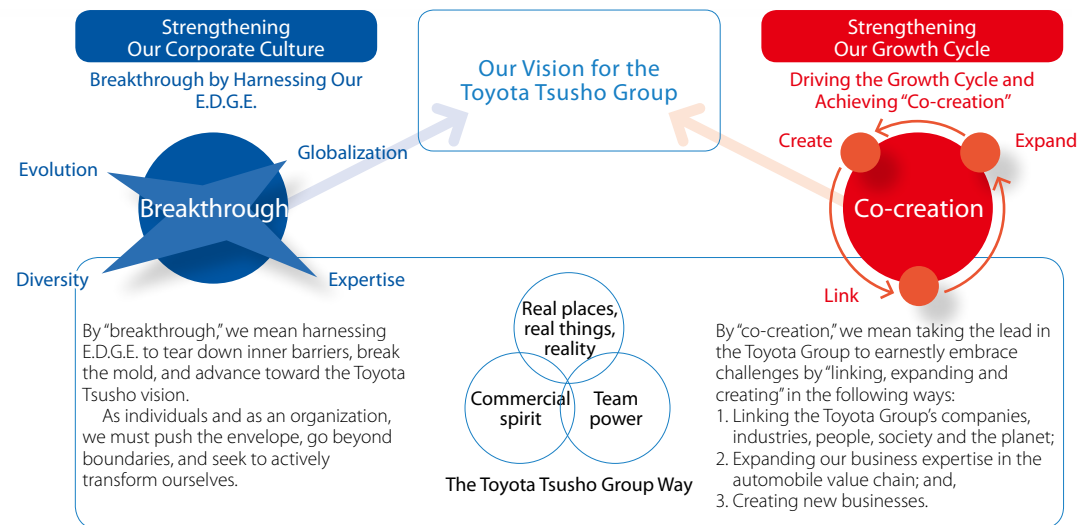 Strengthening
Our Corporate Culture
Breakthrough by Harnessing Our
E.D.G.E.
Evolution
Globalization
Breakthrough
Diversity
Expertise
By “breakthrough,” we mean harnessing
E.D.G.E. to tear down inner barriers, break
the mold, and advance toward the Toyota
Tsusho vision.
As individuals and as an organization,
we must push the envelope, go beyond
boundaries, and seek to actively
transform ourselves.
Our Vision for the
Toyota Tsusho Group
Real places,
real things,
reality
Commercial
spirit
Team
power
The Toyota Tsusho Group Way
Strengthening
Our Growth Cycle
Driving the Growth Cycle and
Achieving “Co-creation”
Create
Expand
Co-creation
Link
By “co-creation,” we mean taking the lead in
the Toyota Group to earnestly embrace
challenges by “linking, expanding and
creating” in the following ways:
1. Linking the Toyota Group’s companies,
industries, people, society and the planet;
2. Expanding our business expertise in the
automobile value chain; and,
3. Creating new businesses.